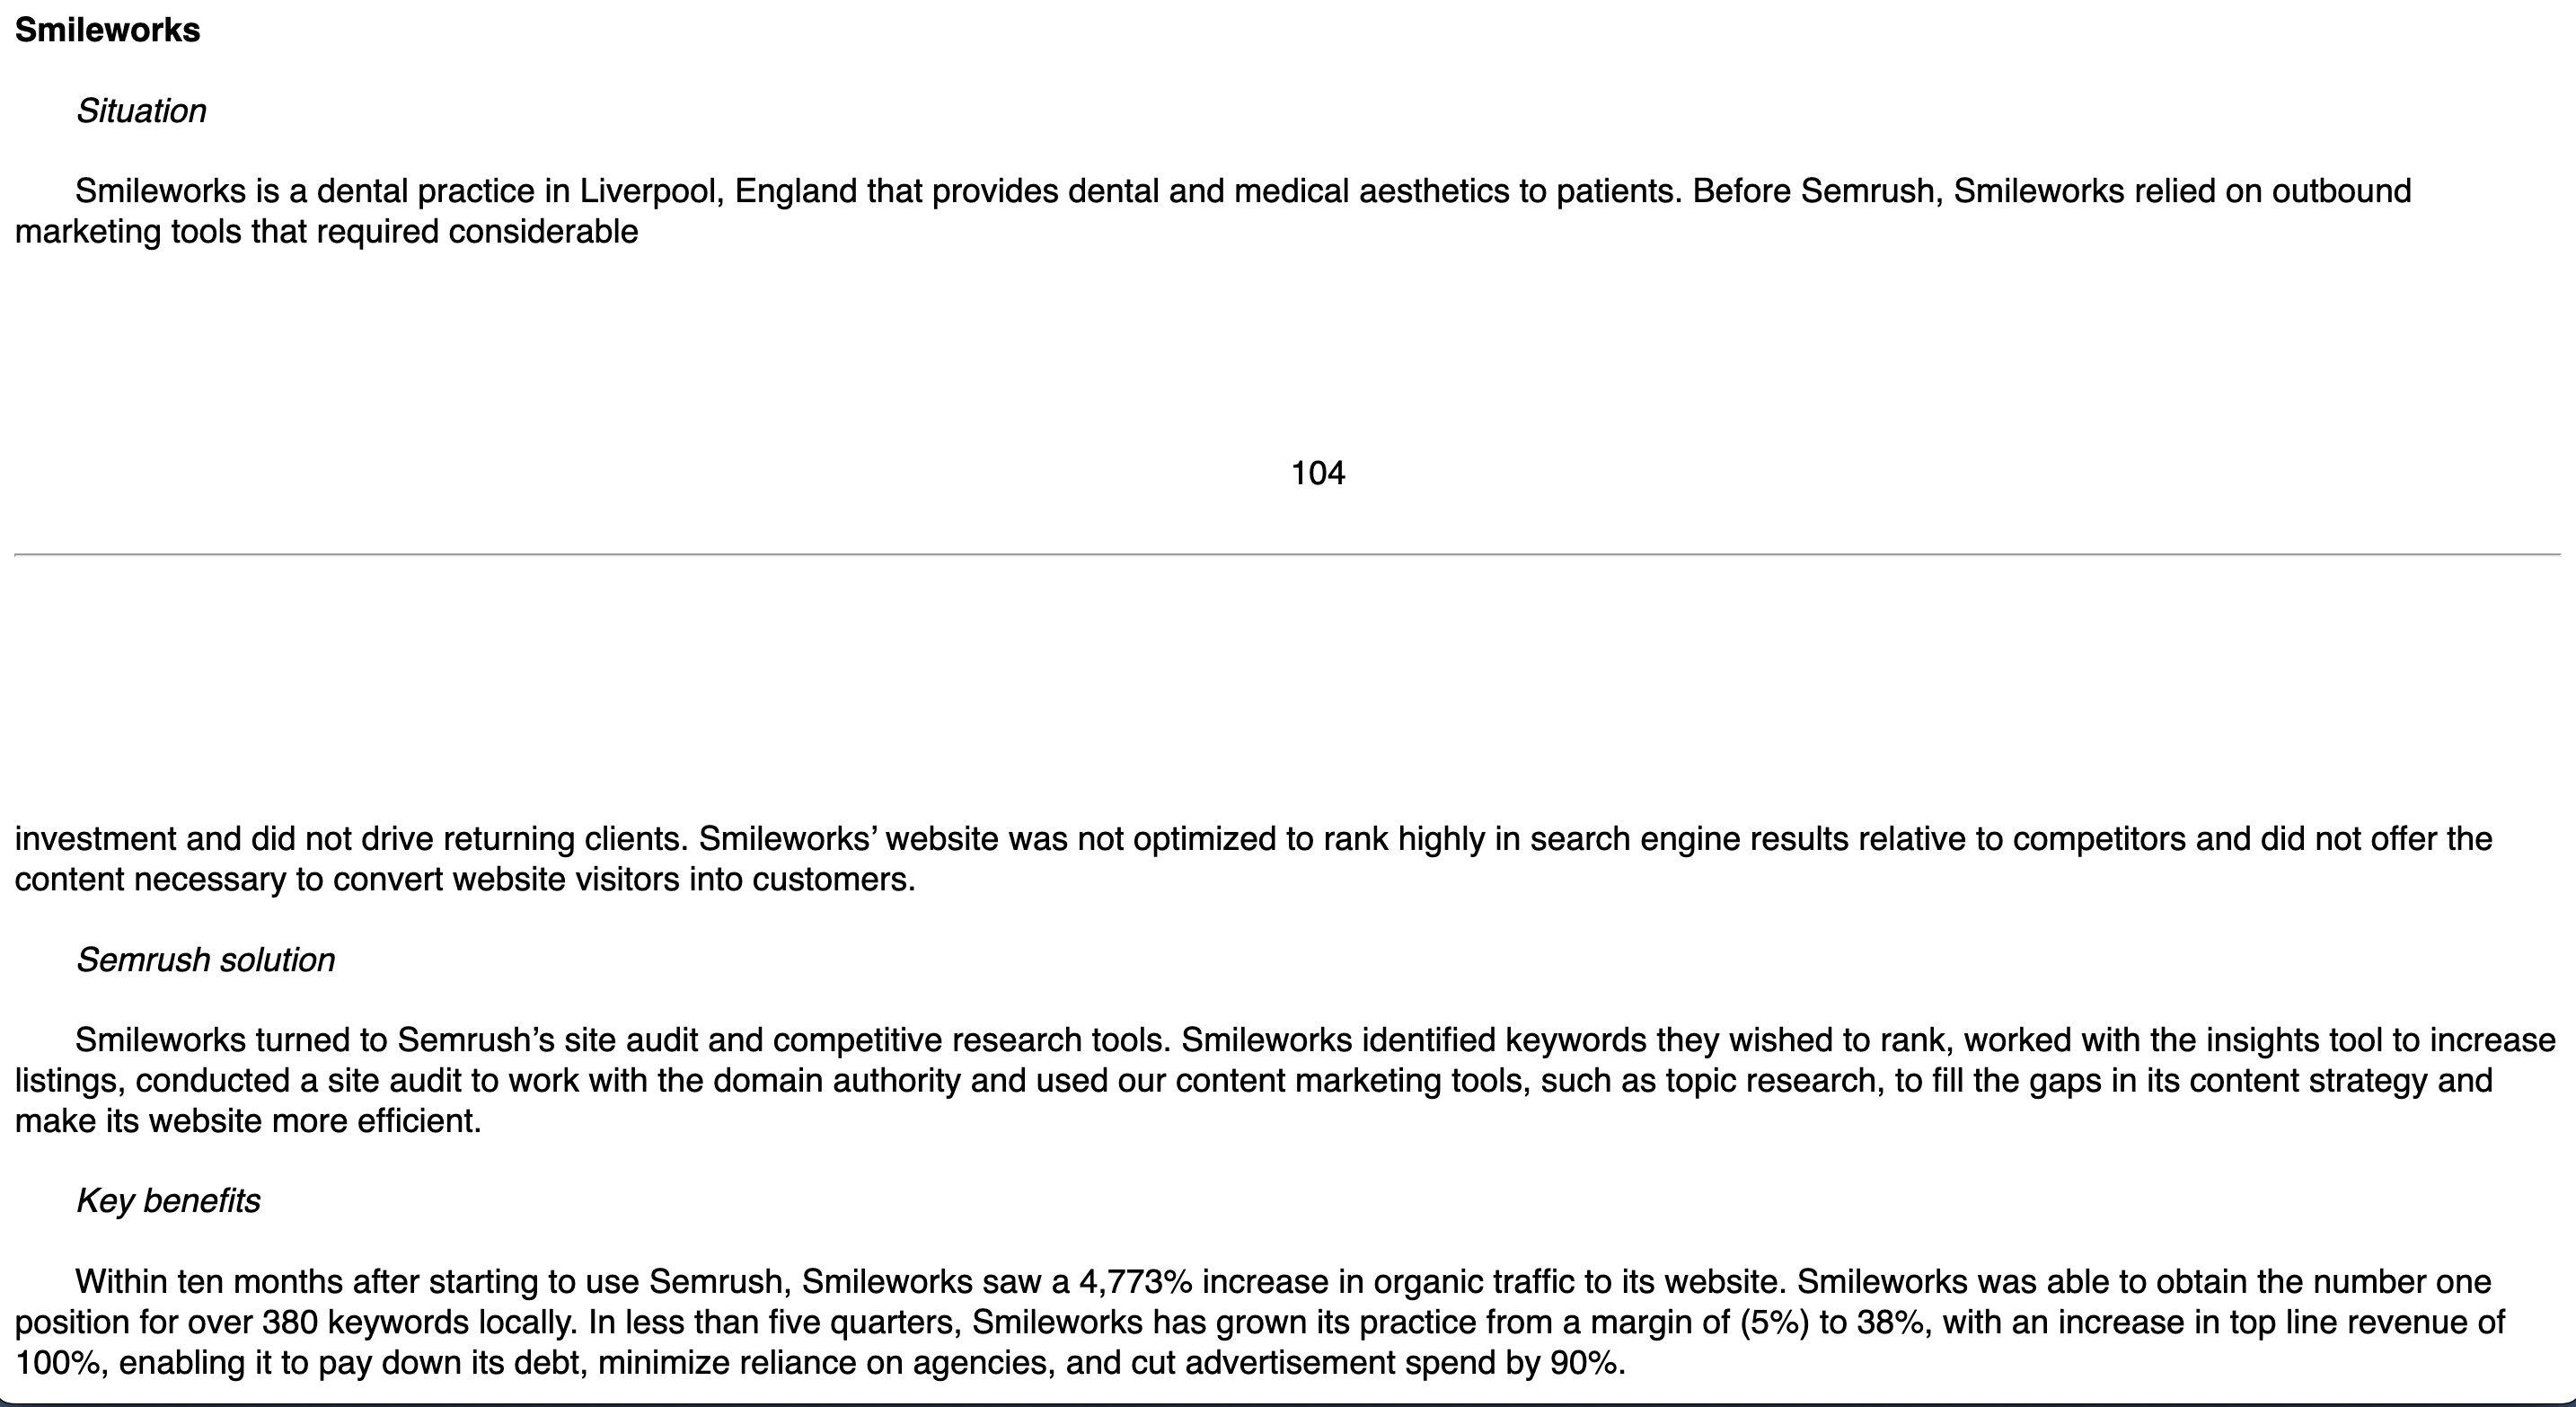 Smileworks
Situation
Smileworks is a dental practice in Liverpool, England that provides dental and medical aesthetics to patients. Before Semrush, Smileworks relied on outbound
marketing tools that required considerable
104
investment and did not drive returning clients. Smileworks’ website was not optimized to rank highly in search engine results relative to competitors and did not offer the
content necessary to convert website visitors into customers.
Semrush solution
Smileworks turned to Semrush’s site audit and competitive research tools. Smileworks identified keywords they wished to rank, worked with the insights tool to increase
listings, conducted a site audit to work with the domain authority and used our content marketing tools, such as topic research, to fill the gaps in its content strategy and
make its website more efficient.
Key benefits
Within ten months after starting to use Semrush, Smileworks saw a 4,773% increase in organic traffic to its website. Smileworks was able to obtain the number one
position for over 380 keywords locally. In less than five quarters, Smileworks has grown its practice from a margin of (5%) to 38%, with an increase in top line revenue of
100%, enabling it to pay down its debt, minimize reliance on agencies, and cut advertisement spend by 90%.